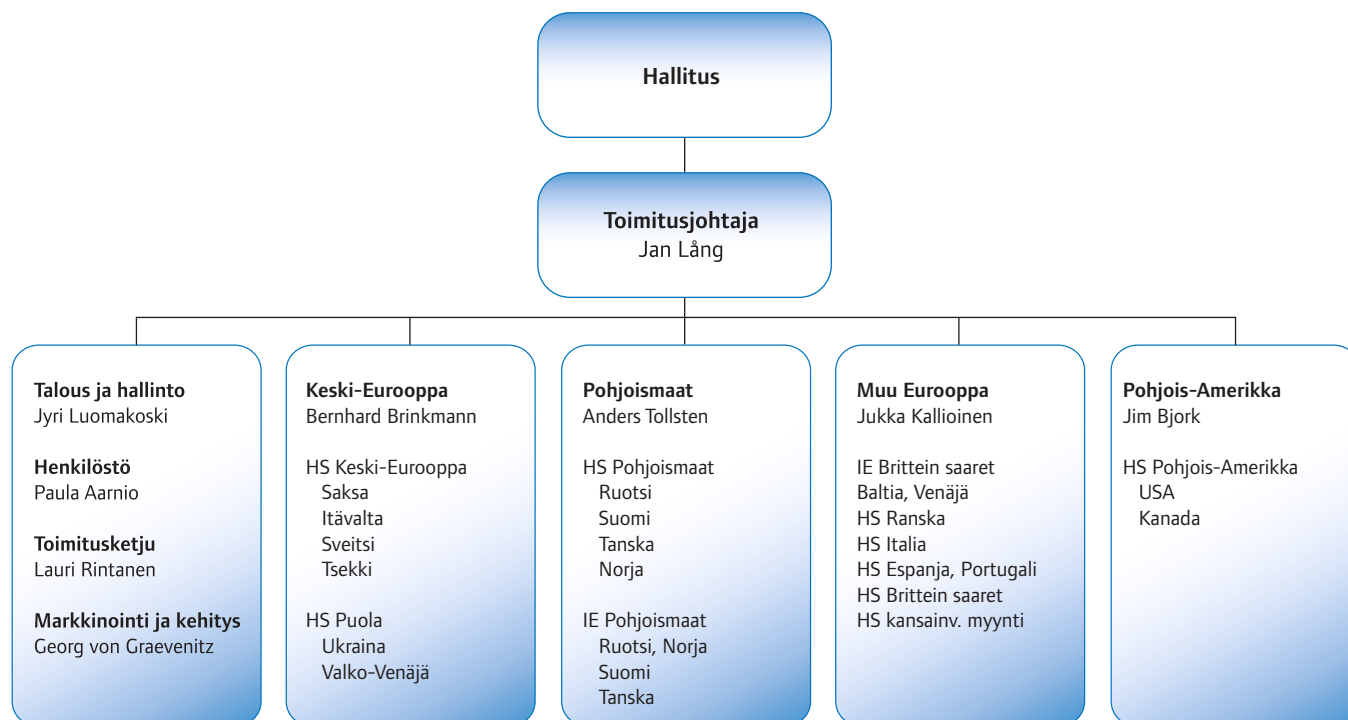 Hallitus
Toimitusjohtaja
Jan Lång
Talous ja hallinto
Jyri Luomakoski
Henkilöstö
Paula Aarnio
Toimitusketju
Lauri Rintanen
Markkinointi ja kehitys
Georg von Graevenitz
Keski-Eurooppa
Bernhard Brinkmann
HS Keski-Eurooppa
Saksa
Itävalta
Sveitsi
Tsekki
HS Puola
Ukraina
Valko-Venäjä
Pohjoismaat
Anders Tollsten
HS Pohjoismaat
Ruotsi
Suomi
Tanska
Norja
IE Pohjoismaat
Ruotsi, Norja
Suomi
Tanska
Muu Eurooppa
Jukka Kallioinen
IE Brittein saaret
Baltia, Venäjä
HS Ranska
HS Italia
HS Espanja, Portugali
HS Brittein saaret
HS kansainv. myynti
Pohjois-Amerikka
Jim Bjork
HS Pohjois-Amerikka
USA
Kanada